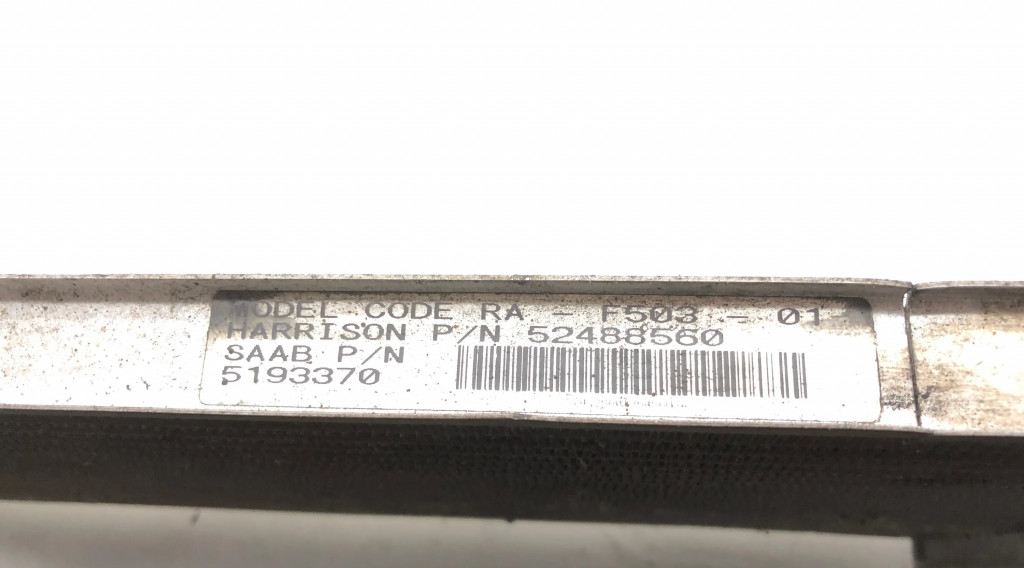 MODEL CODE RA - F503 - 01
HARRISON P/N 52488560
SAAB P/N
5193370